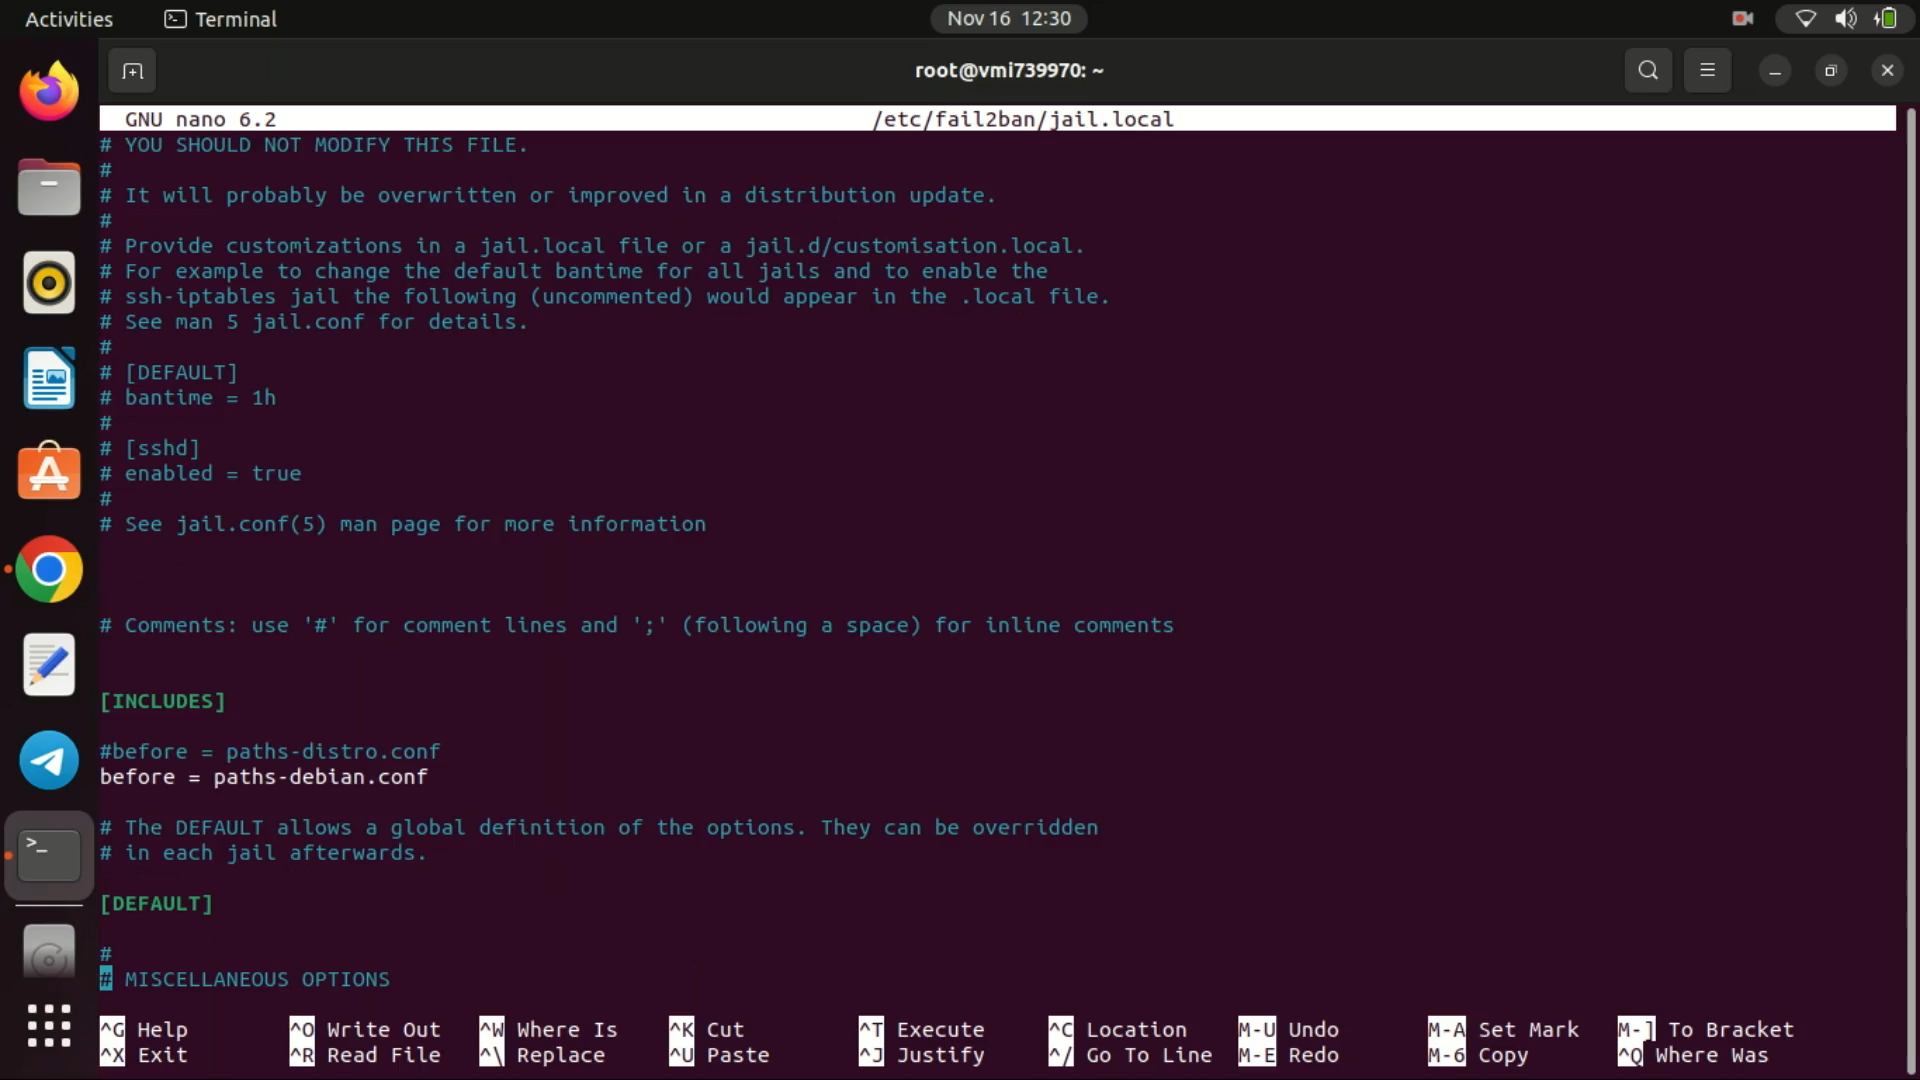 Activities
Terminal
Nov 16 12:30
root@vmi739970: ~
GNU nano 6.2 /etc/fail2ban/jail.local
# YOU SHOULD NOT MODIFY THIS FILE.
#
# It will probably be overwritten or improved in a distribution update.
#
# Provide customizations in a jail.local file or a jail.d/customisation.local.
# For example to change the default bantime for all jails and to enable the
# ssh-iptables jail the following (uncommented) would appear in the .local file.
# See man 5 jail.conf for details.
#
# [DEFAULT]
# bantime = 1h
#
# [sshd]
# enabled = true
#
# See jail.conf(5) man page for more information
# Comments: use '#' for comment lines and ';' (following a space) for inline comments
[INCLUDES]
#before = paths-distro.conf
before = paths-debian.conf
# The DEFAULT allows a global definition of the options. They can be overridden
# in each jail afterwards.
[DEFAULT]
#
# MISCELLANEOUS OPTIONS
^G Help ^O Write Out ^W Where Is ^K Cut ^T Execute ^C Location M-U Undo M-A Set Mark M-] To Bracket
^X Exit ^R Read File ^\ Replace ^U Paste ^J Justify ^/ Go To Line M-E Redo M-6 Copy ^Q Where Was